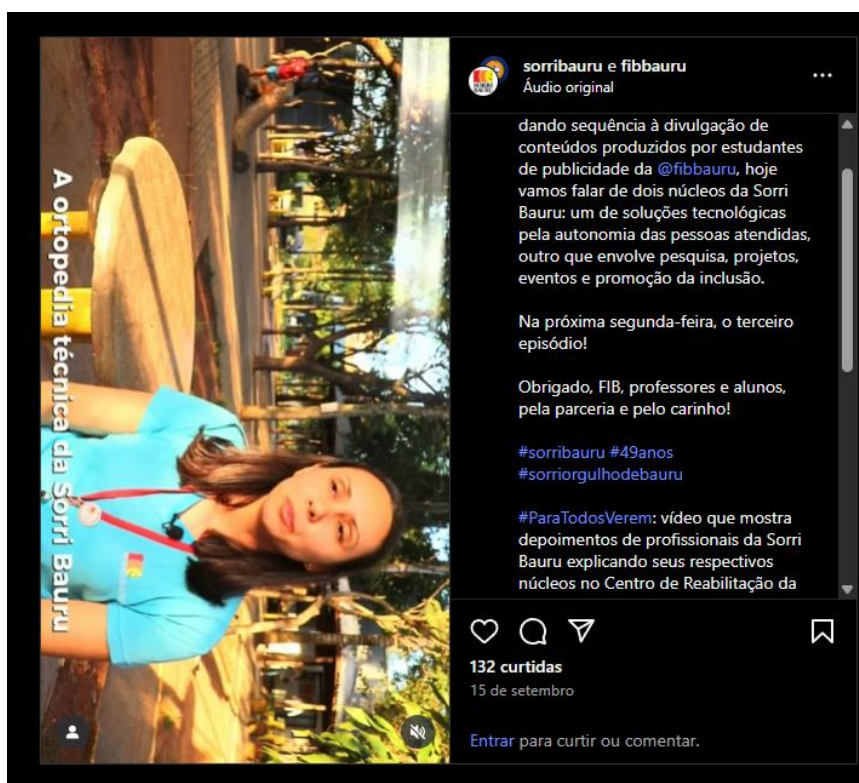 A ortopedia técnica da Sorri Bauru
sorribauru e fibbauru
Áudio original
dando sequência à divulgação de
conteúdos produzidos por estudantes
de publicidade da @fibbauru, hoje
vamos falar de dois núcleos da Sorri
Bauru: um de soluções tecnológicas
pela autonomia das pessoas atendidas,
outro que envolve pesquisa, projetos,
eventos e promoção da inclusão.
Na próxima segunda-feira, o terceiro
episódio!
Obrigado, FIB, professores e alunos,
pela parceria e pelo carinho!
#sorribauru #49anos
#sorriorgulhodebauru
#ParaTodosVerem: vídeo que mostra
depoimentos de profissionais da Sorri
Bauru explicando seus respectivos
núcleos no Centro de Reabilitação da
132 curtidas
15 de setembro
Entrar para curtir ou comentar.